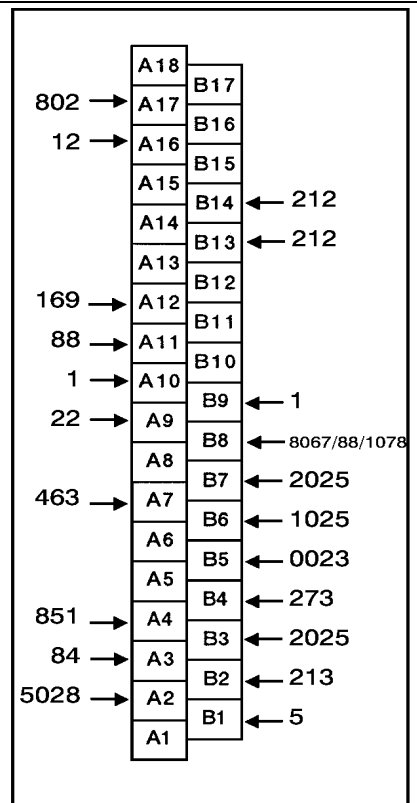 A18
B17
802 A17
B16
12 A16
B15
A15
B14 212
A14
B13 212
A13
B12
169 A12
B11
88 A11
B10
1 A10
B9 1
22 A9
B8 8067/88/1078
A8
B7 2025
463 A7
B6 1025
A6
B5 0023
A5
B4 273
851 A4
B3 2025
84 A3
B2 213
5028 A2
B1 5
A1